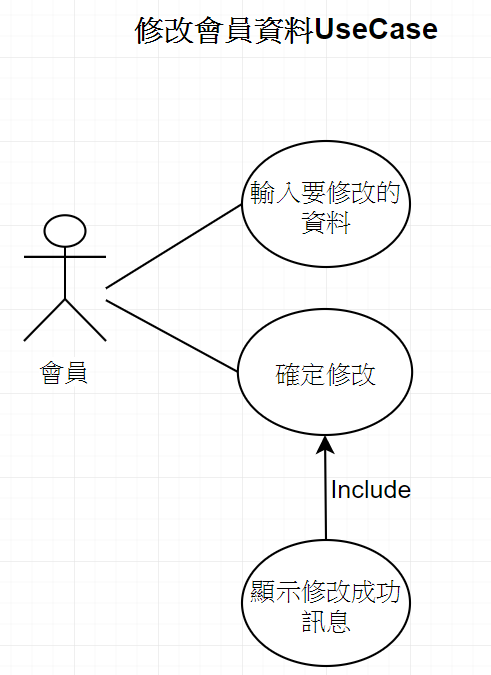 修改會員資料UseCase
輸入要修改的
資料
會員
確定修改
Include
顯示修改成功
訊息